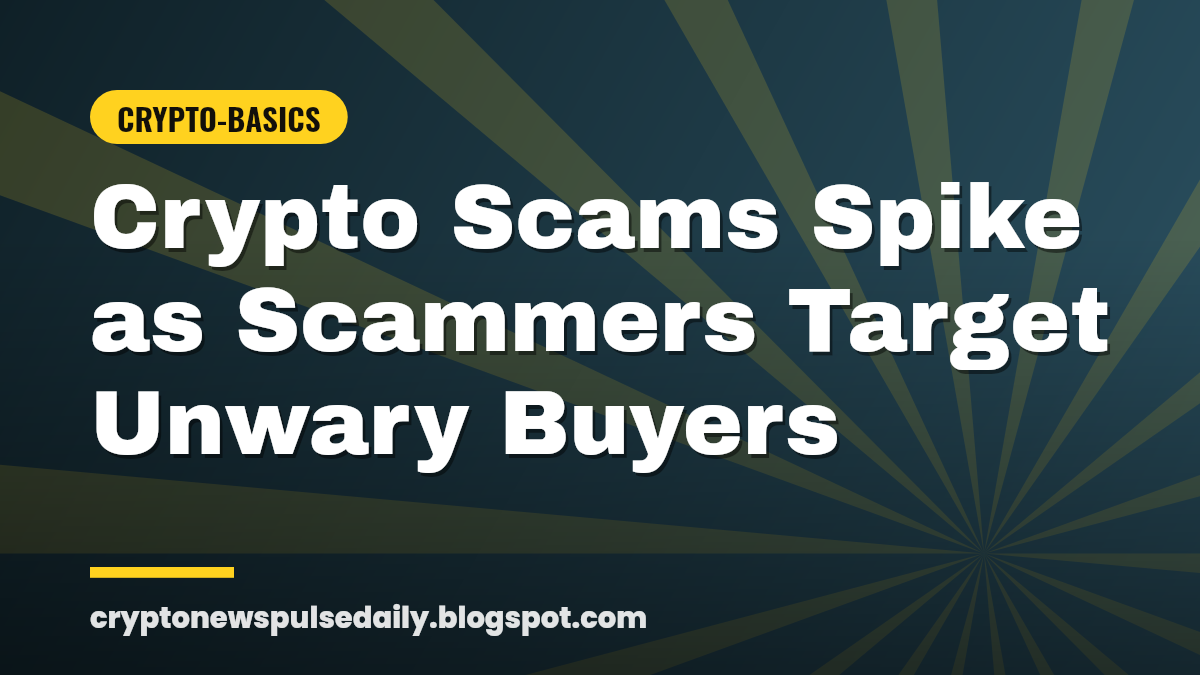 CRYPTO-BASICS
Crypto Scams Spike
as Scammers Target
Unwary Buyers
cryptonewspulsedaily.blogspot.com